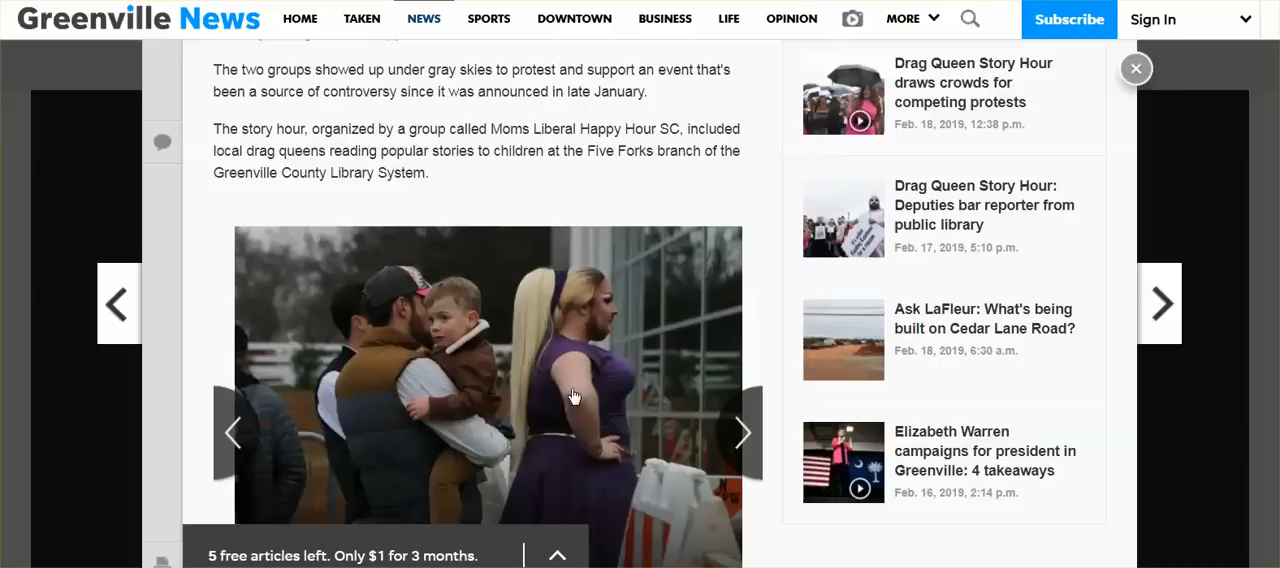 Greenville News
HOME TAKEN NEWS SPORTS DOWNTOWN BUSINESS LIFE OPINION MORE
Subscribe
Sign In
The two groups showed up under gray skies to protest and support an event that's
been a source of controversy since it was announced in late January.
The story hour, organized by a group called Moms Liberal Happy Hour SC, included
local drag queens reading popular stories to children at the Five Forks branch of the
Greenville County Library System.
5 free articles left. Only $1 for 3 months.
Drag Queen Story Hour
draws crowds for
competing protests
Feb. 18, 2019, 12:38 p.m.
Drag Queen Story Hour:
Deputies bar reporter from
public library
Feb. 17, 2019, 5:10 p.m.
Ask LaFleur: What's being
built on Cedar Lane Road?
Feb. 18, 2019, 6:30 a.m.
Elizabeth Warren
campaigns for president in
Greenville: 4 takeaways
Feb. 16, 2019, 2:14 p.m.